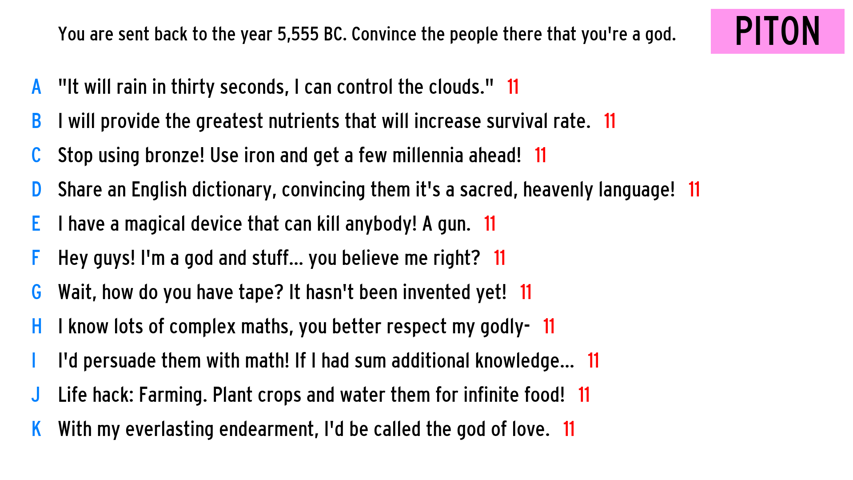 You are sent back to the year 5,555 BC. Convince the people there that you're a god.
PITON
A "It will rain in thirty seconds, I can control the clouds." 11
B I will provide the greatest nutrients that will increase survival rate. 11
C Stop using bronze! Use iron and get a few millennia ahead! 11
D Share an English dictionary, convincing them it's a sacred, heavenly language! 11
E I have a magical device that can kill anybody! A gun. 11
F Hey guys! I'm a god and stuff... you believe me right? 11
G Wait, how do you have tape? It hasn't been invented yet! 11
H I know lots of complex maths, you better respect my godly- 11
I I'd persuade them with math! If I had sum additional knowledge... 11
J Life hack: Farming. Plant crops and water them for infinite food! 11
K With my everlasting endearment, I'd be called the god of love. 11